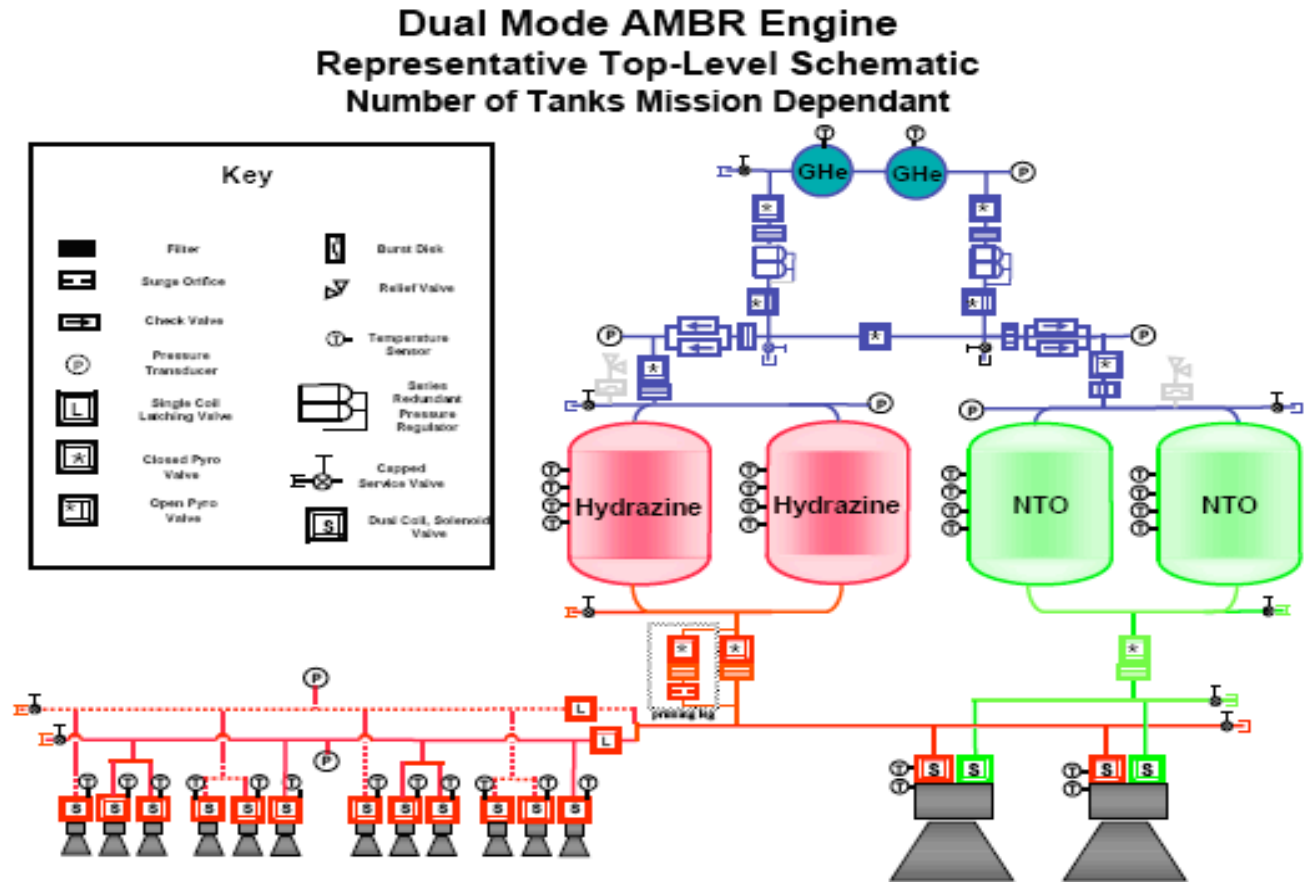 Dual Mode AMBR Engine
Representative Top-Level Schematic
Number of Tanks Mission Dependant
Key
Filter
Surge Orifice
Check Valve
P
Pressure
Transducer
L
Single Coil
Latching Valve
*
Closed Pyro
Valve
*
Open Pyro
Valve
Burst Disk
Relief Valve
T
Temperature
Sensor
Series
Redundant
Pressure
Regulator
Capped
Service Valve
S
Dual Coil, Solenoid
Valve
T T
GHe GHe P
* *
* *
P * P
* *
P P
T T T T
T T T T
T T T T
T T T T
Hydrazine Hydrazine NTO NTO
* * *
priming leg
P
L
L
P
T T T T T T T T T T T T
S S S S S S S S S S S S
T S S T S S
T T